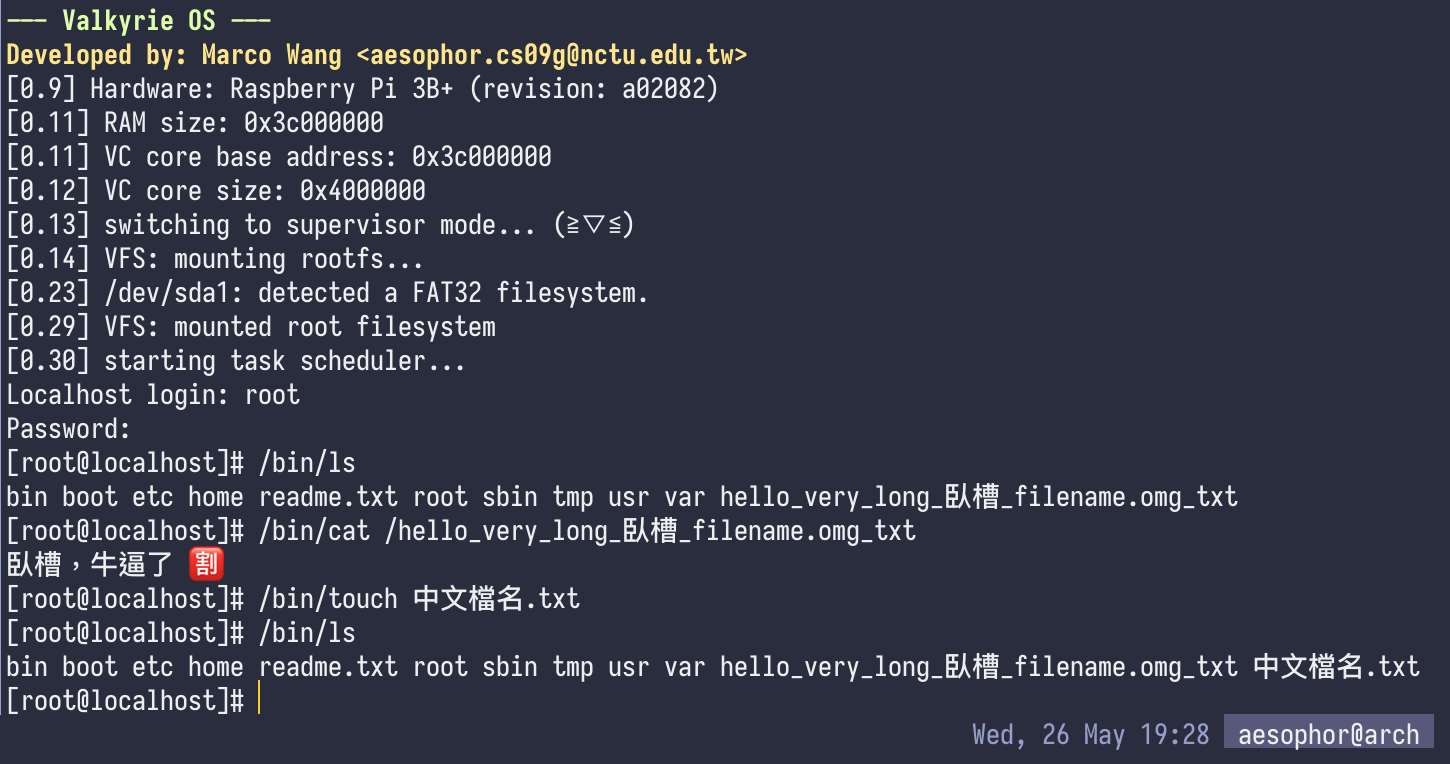 --- Valkyrie OS ---
Developed by: Marco Wang <aesophor.cs09g@nctu.edu.tw>
[0.9] Hardware: Raspberry Pi 3B+ (revision: a02082)
[0.11] RAM size: 0x3c000000
[0.11] VC core base address: 0x3c000000
[0.12] VC core size: 0x4000000
[0.13] switching to supervisor mode... (≧▽≦)
[0.14] VFS: mounting rootfs...
[0.23] /dev/sda1: detected a FAT32 filesystem.
[0.29] VFS: mounted root filesystem
[0.30] starting task scheduler...
Localhost login: root
Password:
[root@localhost]# /bin/ls
bin boot etc home readme.txt root sbin tmp usr var hello_very_long_臥槽_filename.omg_txt
[root@localhost]# /bin/cat /hello_very_long_臥槽_filename.omg_txt
臥槽，牛逼了 🈹
[root@localhost]# /bin/touch 中文檔名.txt
[root@localhost]# /bin/ls
bin boot etc home readme.txt root sbin tmp usr var hello_very_long_臥槽_filename.omg_txt 中文檔名.txt
[root@localhost]#
Wed, 26 May 19:28 aesophor@arch